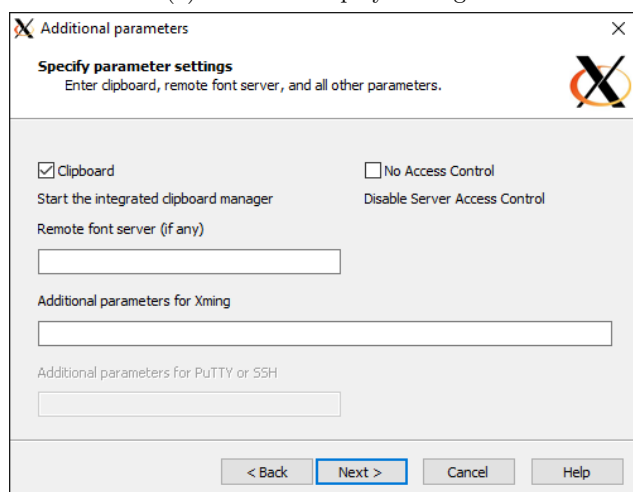 Additional parameters
Specify parameter settings
Enter clipboard, remote font server, and all other parameters.
Clipboard
No Access Control
Start the integrated clipboard manager
Disable Server Access Control
Remote font server (if any)
Additional parameters for Xming
Additional parameters for PuTTY or SSH
< Back
Next >
Cancel
Help